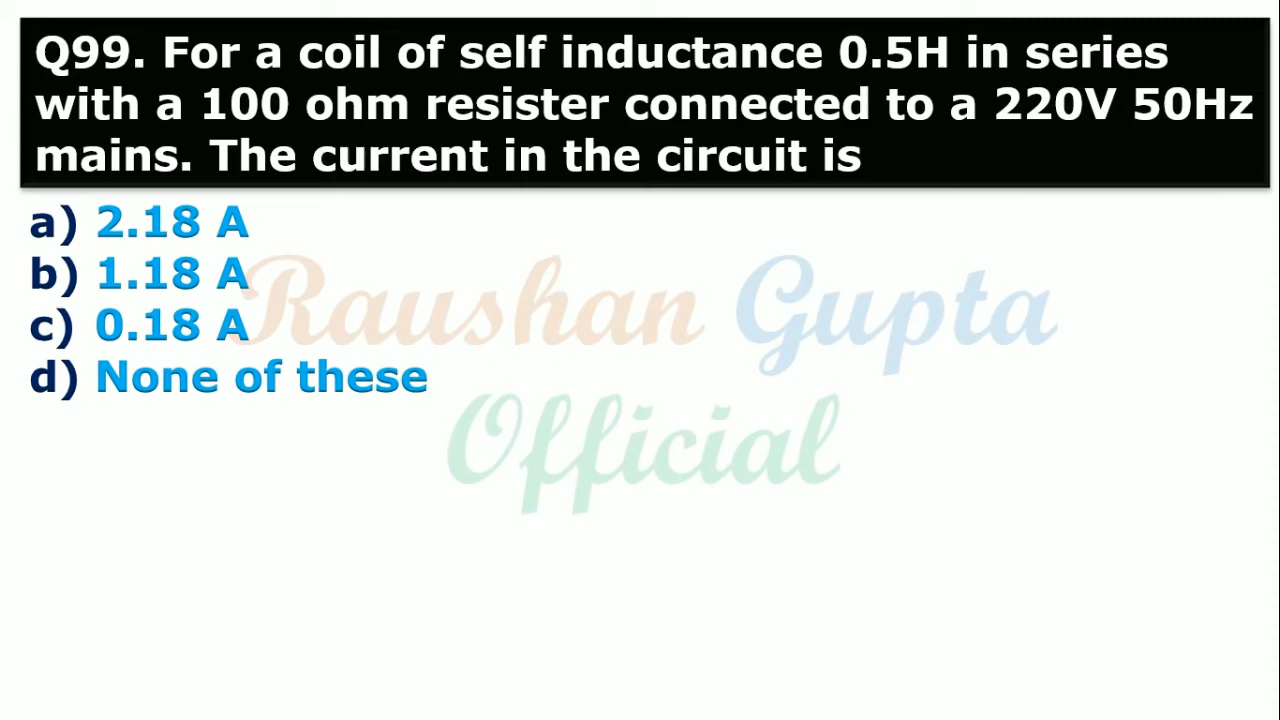 Q99. For a coil of self inductance 0.5H in series
with a 100 ohm resister connected to a 220V 50Hz
mains. The current in the circuit is
a) 2.18 A
b) 1.18 A
c) 0.18 A
d) None of these
Raushan Gupta
Official